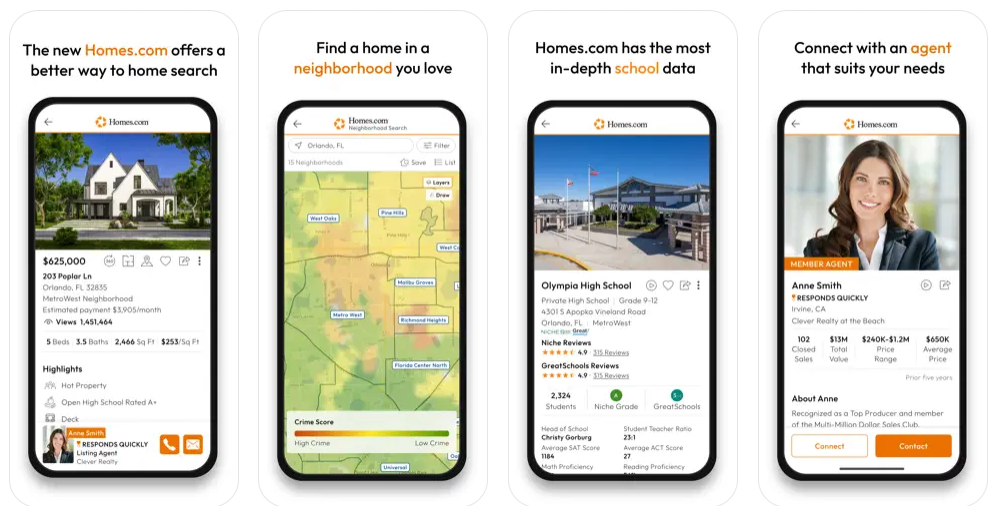 The new Homes.com offers a
better way to home search
Homes.com
$625,000
203 Poplar Ln
Orlando, FL 32835
MetroWest Neighborhood
Estimated payment $3,905/month
Views 1,451,464
5 Beds 3.5 Baths 2,466 Sq Ft $253/Sq Ft
Highlights
Hot Property
Open High School Rated A+
Deck
Anne Smith
RESPONDS QUICKLY
Listing Agent
Clever Realty
Find a home in a
neighborhood you love
Homes.com
Neighborhood Search
Orlando, FL
Filter
15 Neighborhoods
Save
List
Layers
Draw
West Oaks
Pine Hills
Pine Hills
West Co
Orlando
Malibu Groves
Metro West
Richmond Heights
Florida Center North
Crime Score
High Crime
Low Crime
Universal
Homes.com has the most
in-depth school data
Homes.com
Olympia High School
Private High School | Grade 9-12
4301 S Apopka Vineland Road
Orlando, FL MetroWest
NICHE
Great!
Niche Reviews
4.9 · 315 Reviews
GreatSchools Reviews
4.9 · 315 Reviews
2,324
Students
A
Niche Grade
GreatSchools
Head of School
Christy Gorburg
Student Teacher Ratio
23:1
Average SAT Score
1184
Average ACT Score
27
Math Proficiency
Reading Proficiency
Connect with an agent
that suits your needs
Homes.com
MEMBER AGENT
Anne Smith
RESPONDS QUICKLY
Irvine, CA
Clever Realty at the Beach
102
Closed
Sales
$13M
Total
Value
$240K-$1.2M
Price
Range
$650K
Average
Price
Prior five years
About Anne
Recognized as a Top Producer and member
of the Multi-Million Dollar Sales Club.
Connect
Contact